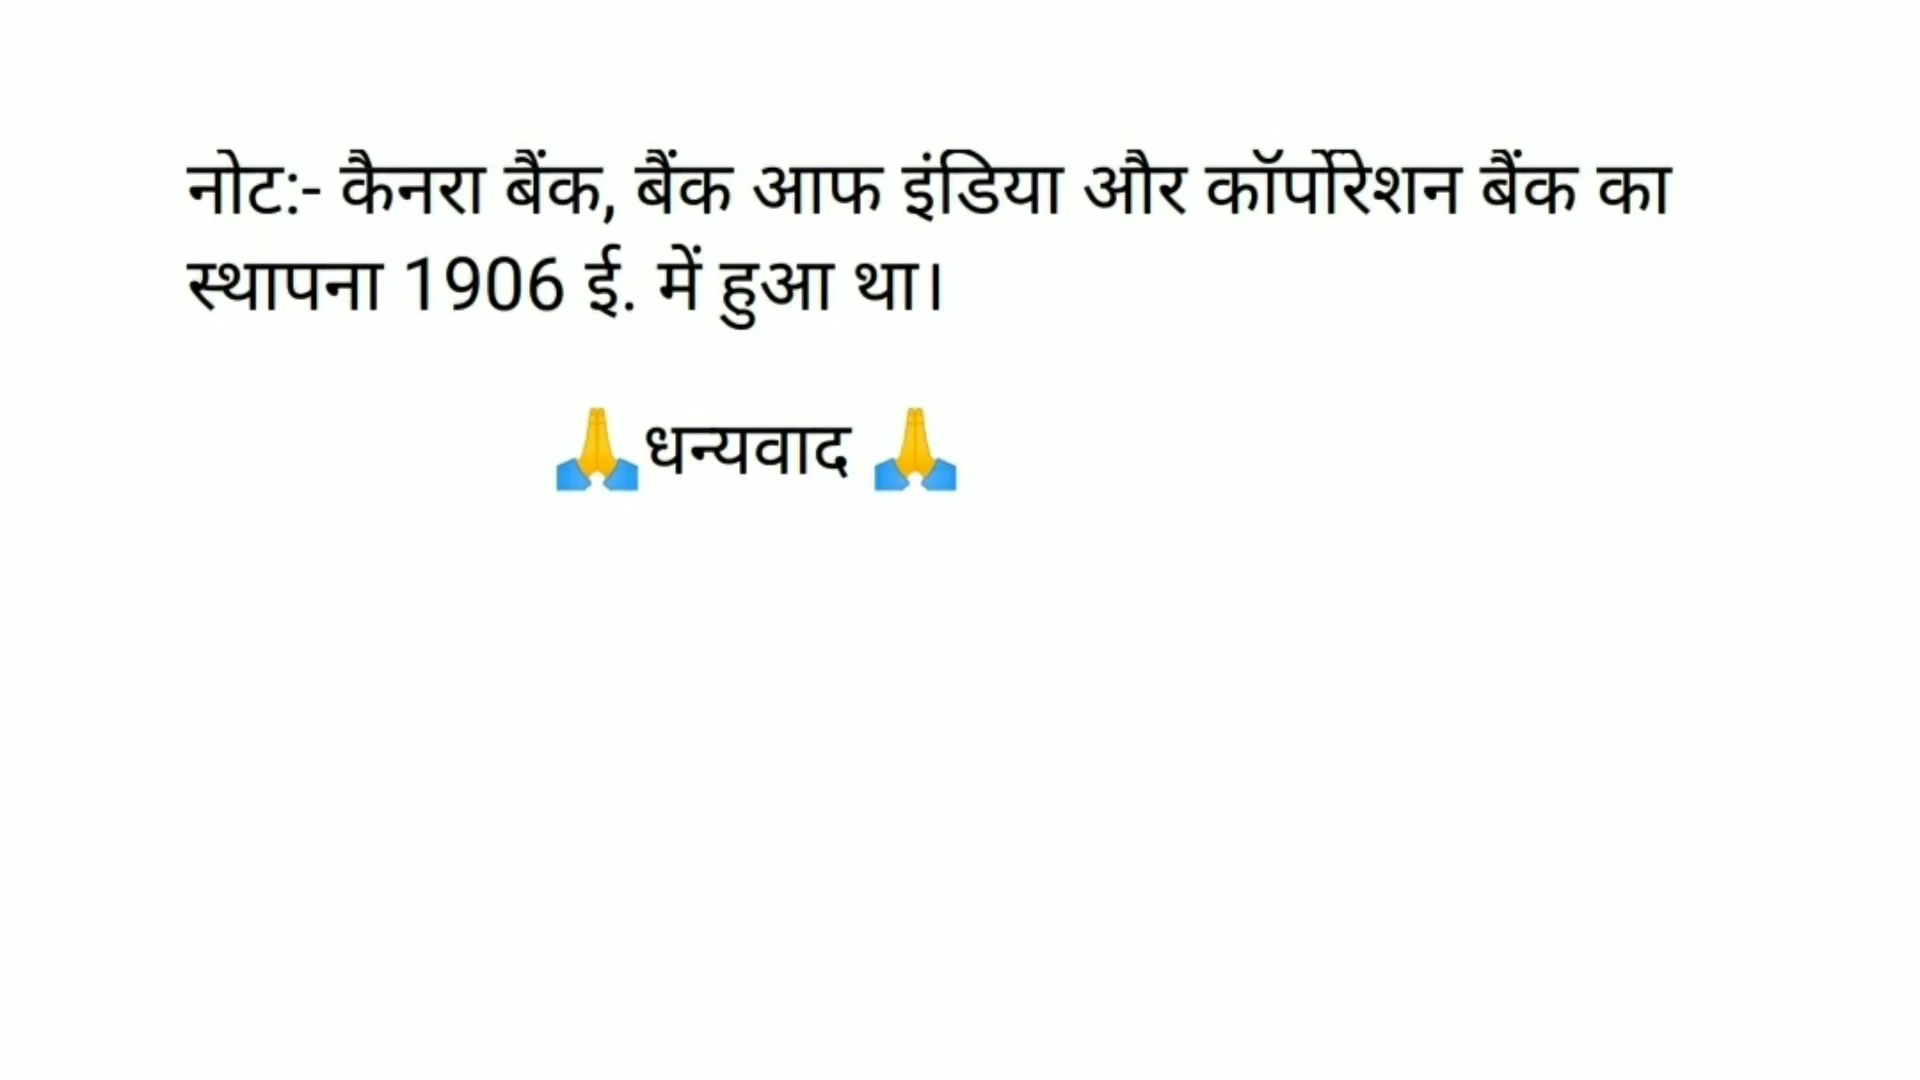 नोट:- कैनरा बैंक, बैंक आफ इंडिया और कॉर्पोरेशन बैंक का
स्थापना 1906 ई. में हुआ था।
🙏धन्यवाद 🙏